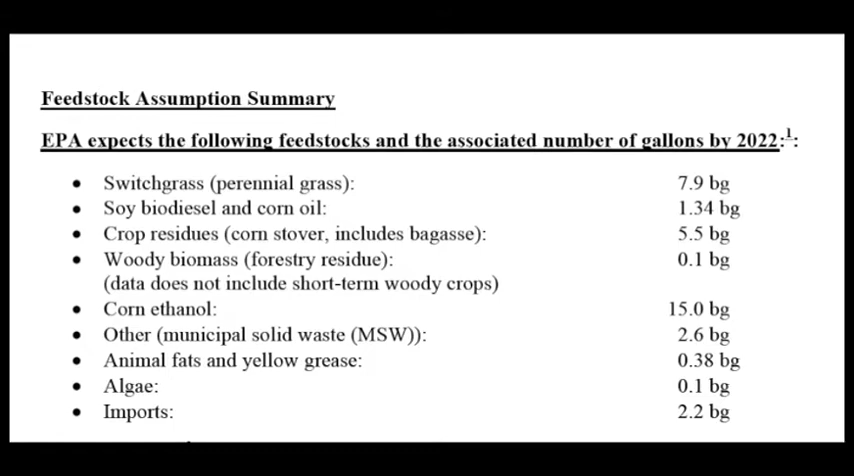 Feedstock Assumption Summary
EPA expects the following feedstocks and the associated number of gallons by 2022:1:
• Switchgrass (perennial grass): 7.9 bg
• Soy biodiesel and corn oil: 1.34 bg
• Crop residues (corn stover, includes bagasse): 5.5 bg
• Woody biomass (forestry residue): 0.1 bg
(data does not include short-term woody crops)
• Corn ethanol: 15.0 bg
• Other (municipal solid waste (MSW)): 2.6 bg
• Animal fats and yellow grease: 0.38 bg
• Algae: 0.1 bg
• Imports: 2.2 bg